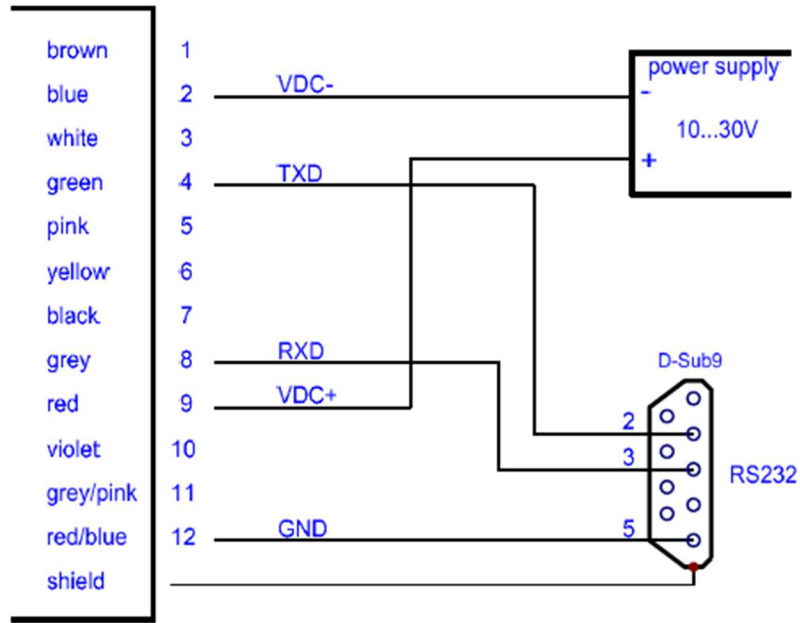 brown 1
blue 2 VDC-
white 3
green 4 TXD
pink 5
yellow 6
black 7
grey 8 RXD
red 9 VDC+
violet 10
grey/pink 11
red/blue 12 GND
shield
power supply
-
10...30V
+
D-Sub9
2
3
5
RS232